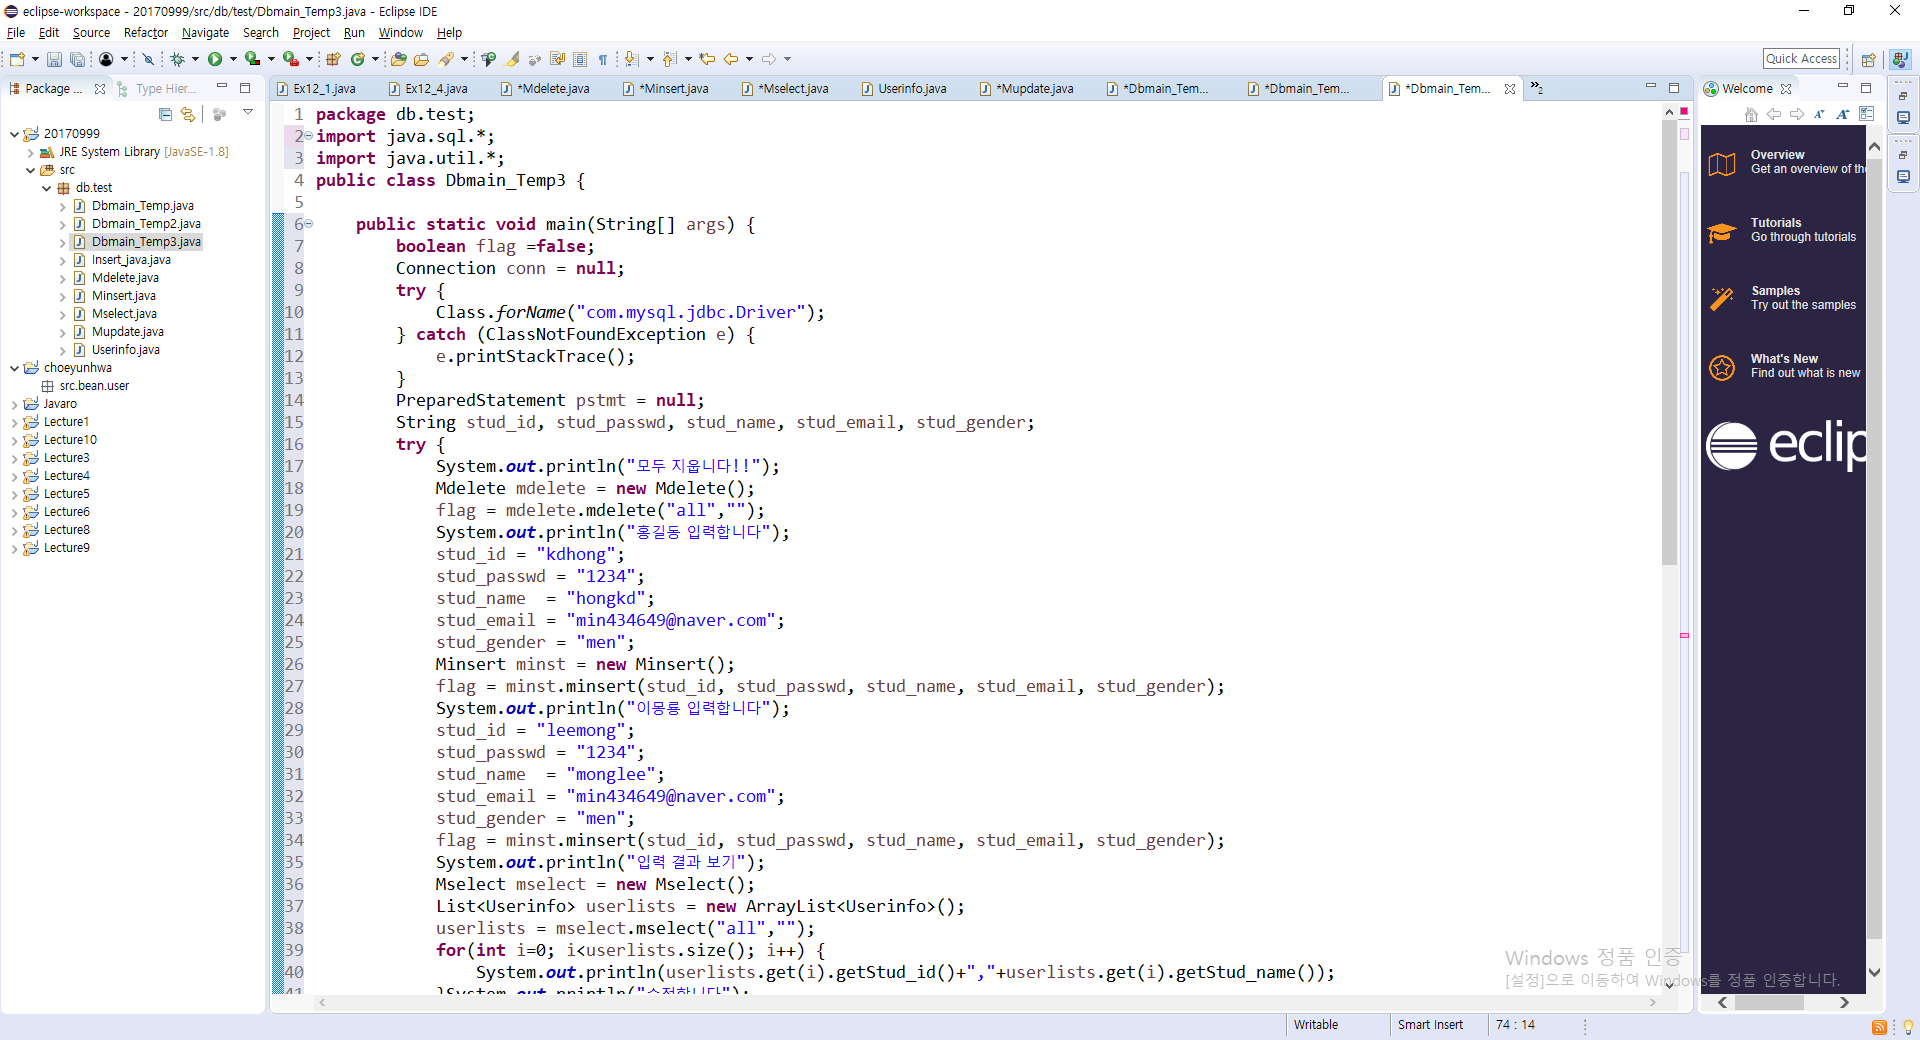 eclipse-workspace - 20170999/src/db/test/Dbmain_Temp3.java - Eclipse IDE
File Edit Source Refactor Navigate Search Project Run Window Help
Quick Access
Package ... Type Hier...
Ex12_1.java Ex12_4.java *Mdelete.java *Minsert.java *Mselect.java Userinfo.java *Mupdate.java *Dbmain_Tem... *Dbmain_Tem... *Dbmain_Tem... »2
Welcome
20170999
JRE System Library [JavaSE-1.8]
src
db.test
Dbmain_Temp.java
Dbmain_Temp2.java
Dbmain_Temp3.java
Insert_java.java
Mdelete.java
Minsert.java
Mselect.java
Mupdate.java
Userinfo.java
choeyunhwa
src.bean.user
Javaro
Lecture1
Lecture10
Lecture3
Lecture4
Lecture5
Lecture6
Lecture8
Lecture9
1 package db.test;
2 import java.sql.*;
3 import java.util.*;
4 public class Dbmain_Temp3 {
5
6 public static void main(String[] args) {
7 boolean flag =false;
8 Connection conn = null;
9 try {
10 Class.forName("com.mysql.jdbc.Driver");
11 } catch (ClassNotFoundException e) {
12 e.printStackTrace();
13 }
14 PreparedStatement pstmt = null;
15 String stud_id, stud_passwd, stud_name, stud_email, stud_gender;
16 try {
17 System.out.println("모두 지웁니다!!");
18 Mdelete mdelete = new Mdelete();
19 flag = mdelete.mdelete("all","");
20 System.out.println("홍길동 입력합니다");
21 stud_id = "kdhong";
22 stud_passwd = "1234";
23 stud_name  = "hongkd";
24 stud_email = "min434649@naver.com";
25 stud_gender = "men";
26 Minsert minst = new Minsert();
27 flag = minst.minsert(stud_id, stud_passwd, stud_name, stud_email, stud_gender);
28 System.out.println("이몽룡 입력합니다");
29 stud_id = "leemong";
30 stud_passwd = "1234";
31 stud_name  = "monglee";
32 stud_email = "min434649@naver.com";
33 stud_gender = "men";
34 flag = minst.minsert(stud_id, stud_passwd, stud_name, stud_email, stud_gender);
35 System.out.println("입력 결과 보기");
36 Mselect mselect = new Mselect();
37 List<Userinfo> userlists = new ArrayList<Userinfo>();
38 userlists = mselect.mselect("all","");
39 for(int i=0; i<userlists.size(); i++) {
40 System.out.println(userlists.get(i).getStud_id()+","+userlists.get(i).getStud_name());
41 }System.out.println("수정합니다");
Overview
Get an overview of the
Tutorials
Go through tutorials
Samples
Try out the samples
What's New
Find out what is new
eclip
Windows 정품 인증
[설정]으로 이동하여 Windows를 정품 인증합니다.
Writable Smart Insert 74 : 14